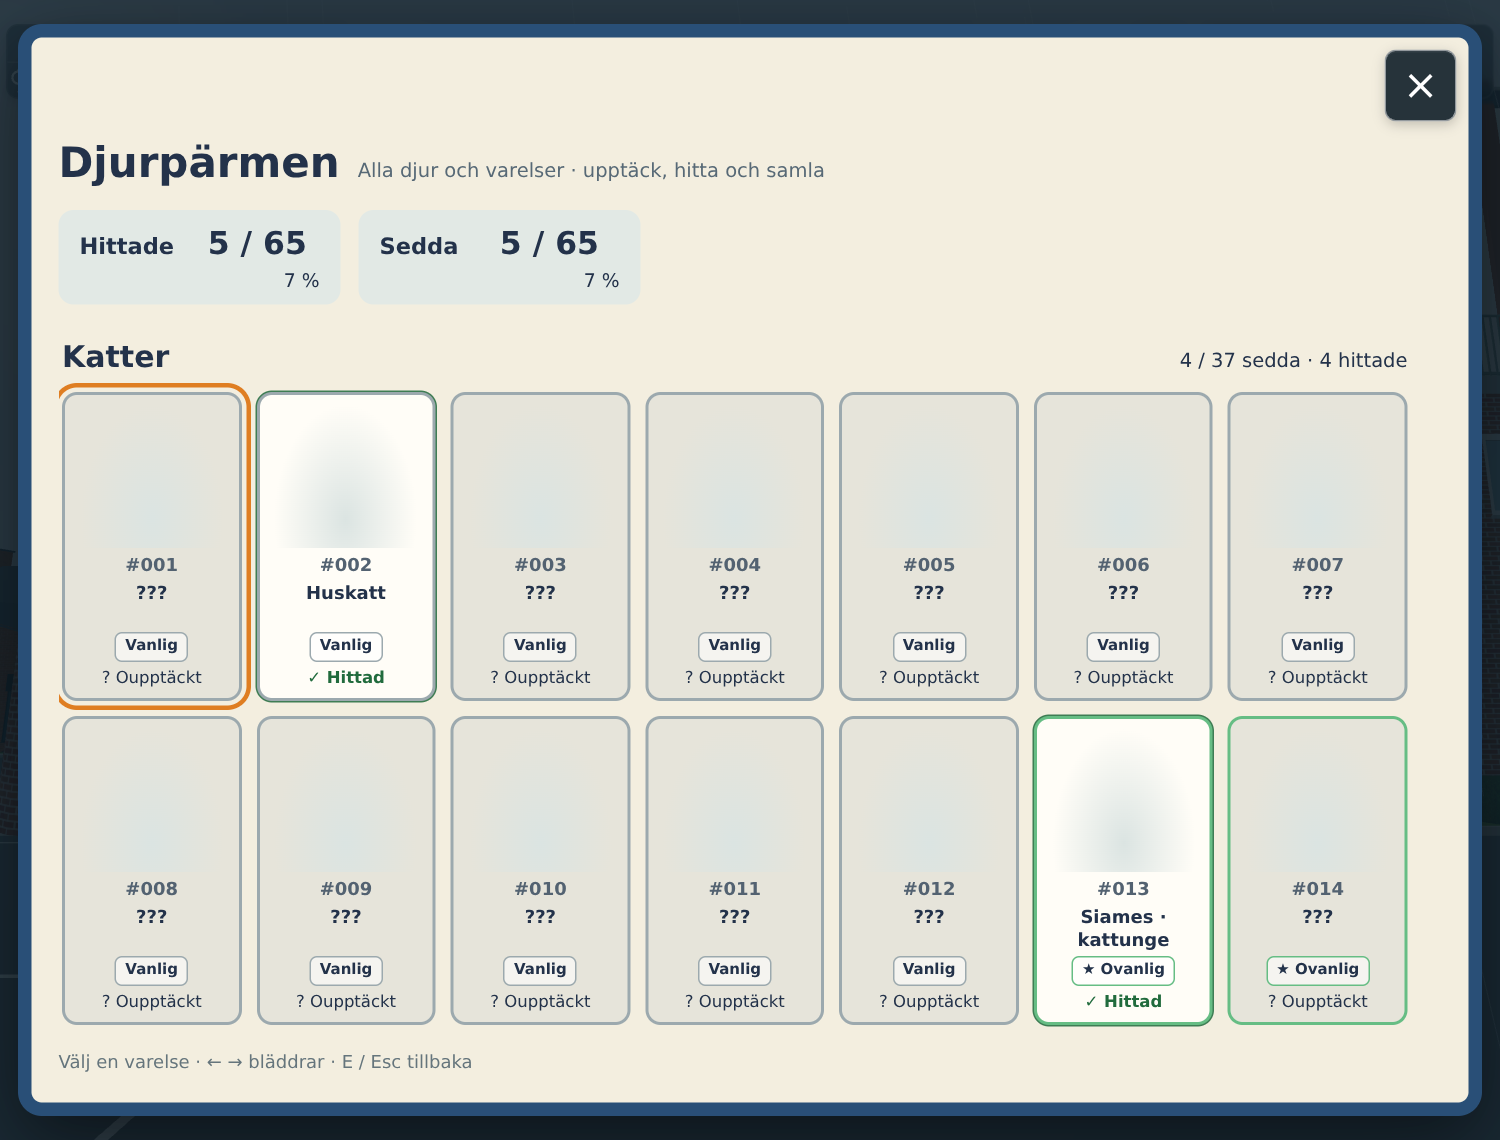 Djurpärmen Alla djur och varelser · upptäck, hitta och samla
Hittade 5 / 65 Sedda 5 / 65
7 % 7 %
Katter 4 / 37 sedda · 4 hittade
#001 #002 #003 #004 #005 #006 #007
??? Huskatt ??? ??? ??? ??? ???
Vanlig Vanlig Vanlig Vanlig Vanlig Vanlig Vanlig
? Oupptäckt ✓ Hittad ? Oupptäckt ? Oupptäckt ? Oupptäckt ? Oupptäckt ? Oupptäckt
#008 #009 #010 #011 #012 #013 #014
??? ??? ??? ??? ??? Siames · ???
kattunge
Vanlig Vanlig Vanlig Vanlig Vanlig ★ Ovanlig ★ Ovanlig
? Oupptäckt ? Oupptäckt ? Oupptäckt ? Oupptäckt ? Oupptäckt ✓ Hittad ? Oupptäckt
Välj en varelse · ← → bläddrar · E / Esc tillbaka